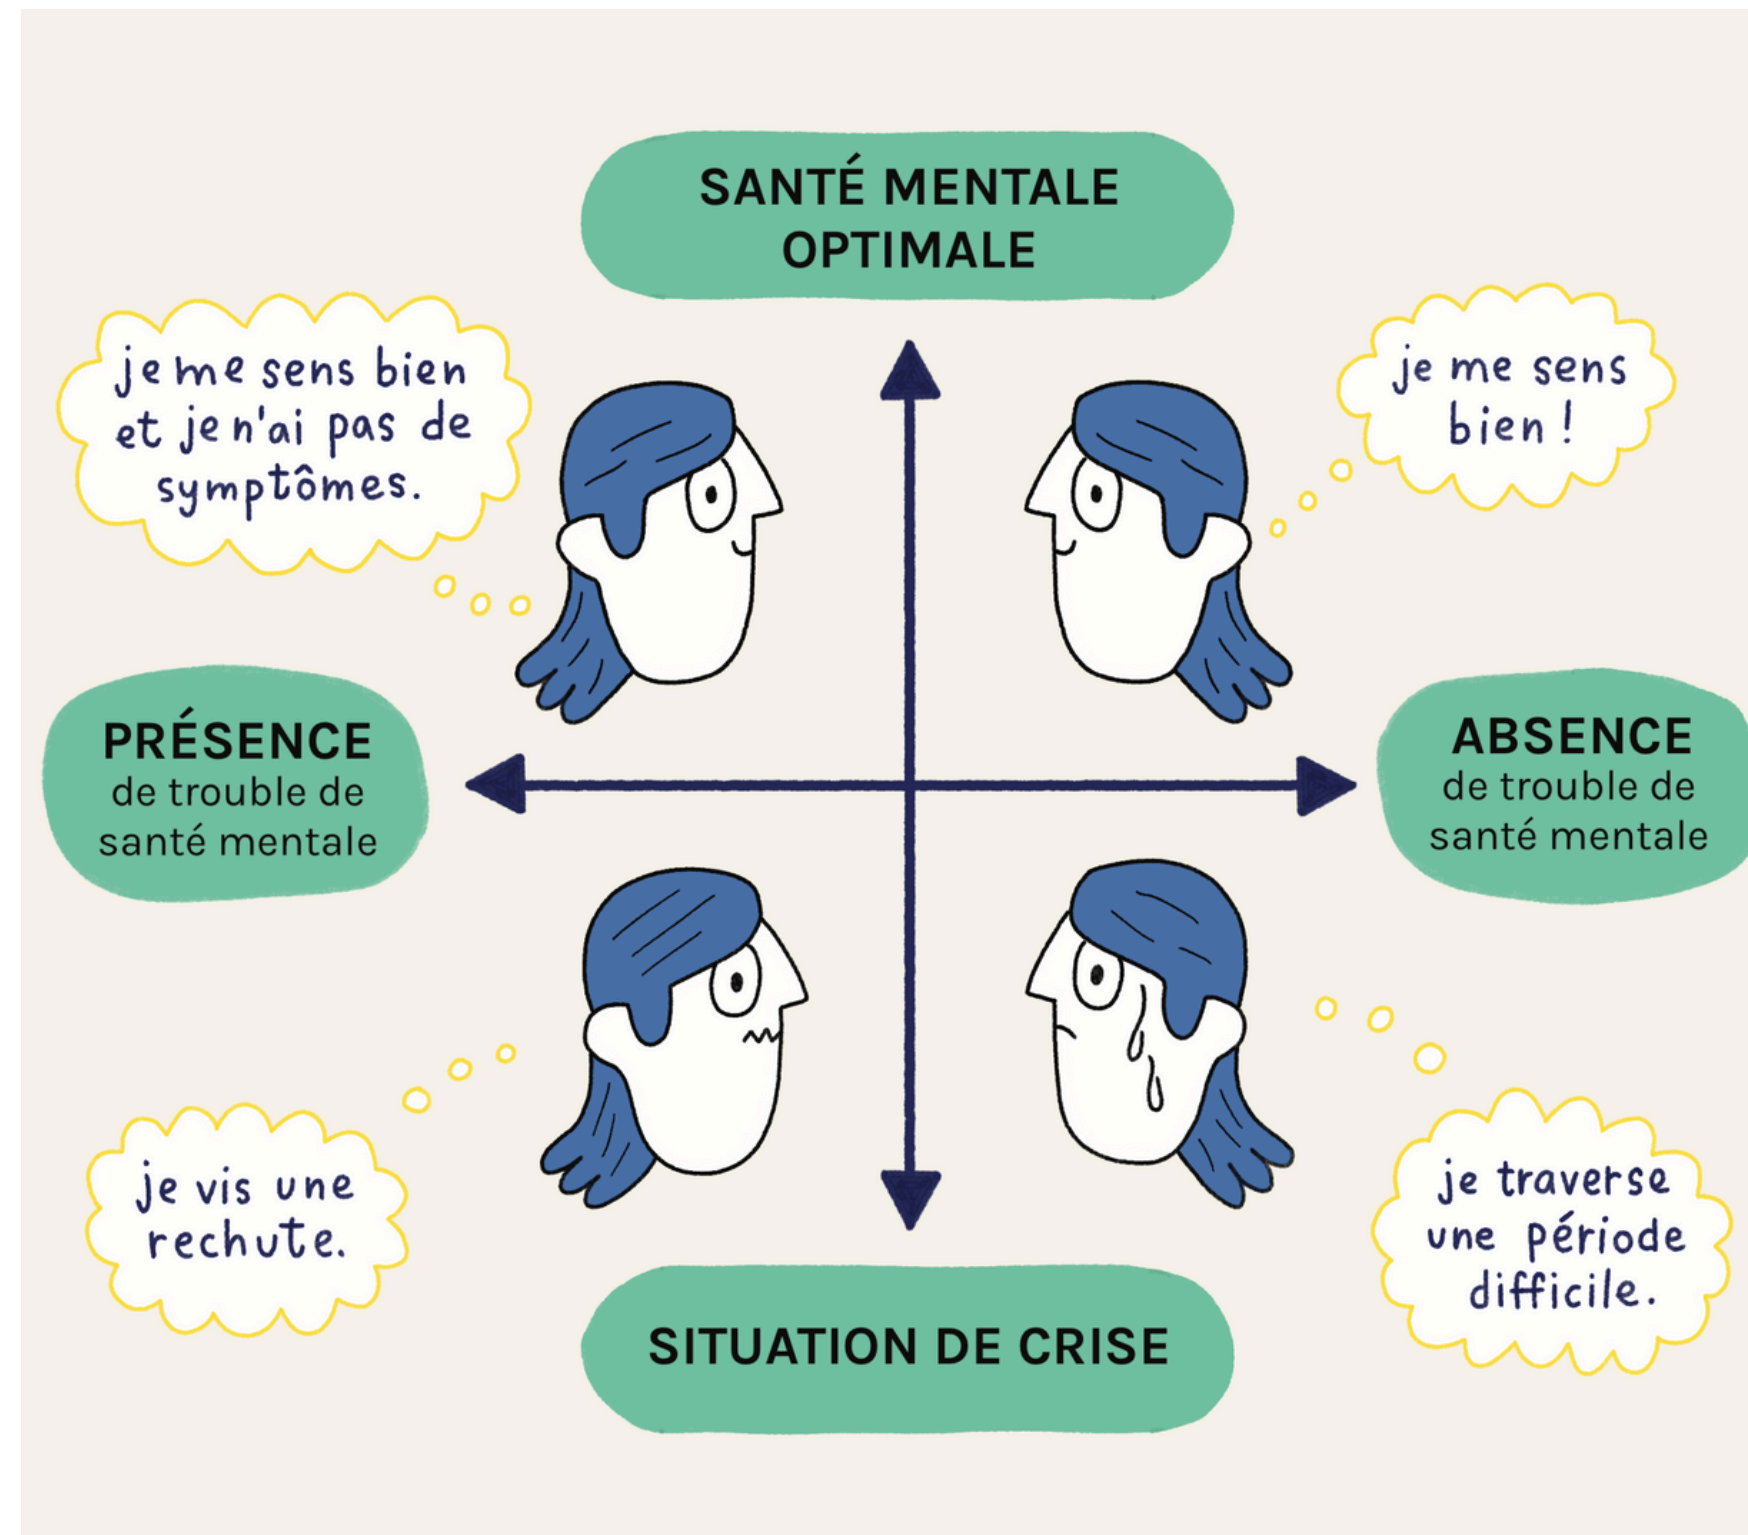 SANTÉ MENTALE
OPTIMALE
je me sens bien
et je n'ai pas de
symptômes.
je me sens
bien !
PRÉSENCE
de trouble de
santé mentale
ABSENCE
de trouble de
santé mentale
je vis une
rechute.
je traverse
une période
difficile.
SITUATION DE CRISE